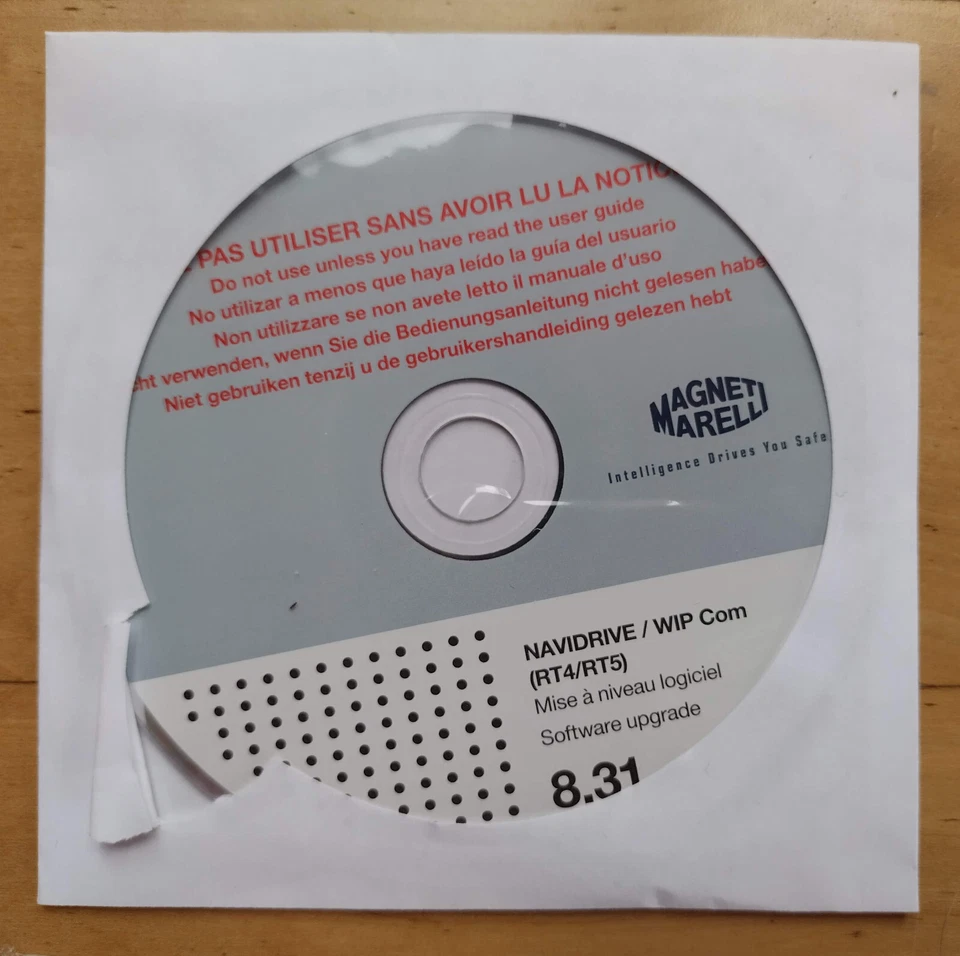 PAS UTILISER SANS AVOIR LU LA NOTIC
Do not use unless you have read the user guide
No utilizar a menos que haya leído la guía del usuario
Non utilizzare se non avete letto il manuale d'uso
cht verwenden, wenn Sie die Bedienungsanleitung nicht gelesen habe
Niet gebruiken tenzij u de gebruikershandleiding gelezen hebt
MAGNETI
MARELLI
Intelligence Drives You Safe
NAVIDRIVE / WIP Com
(RT4/RT5)
Mise à niveau logiciel
Software upgrade
8.31